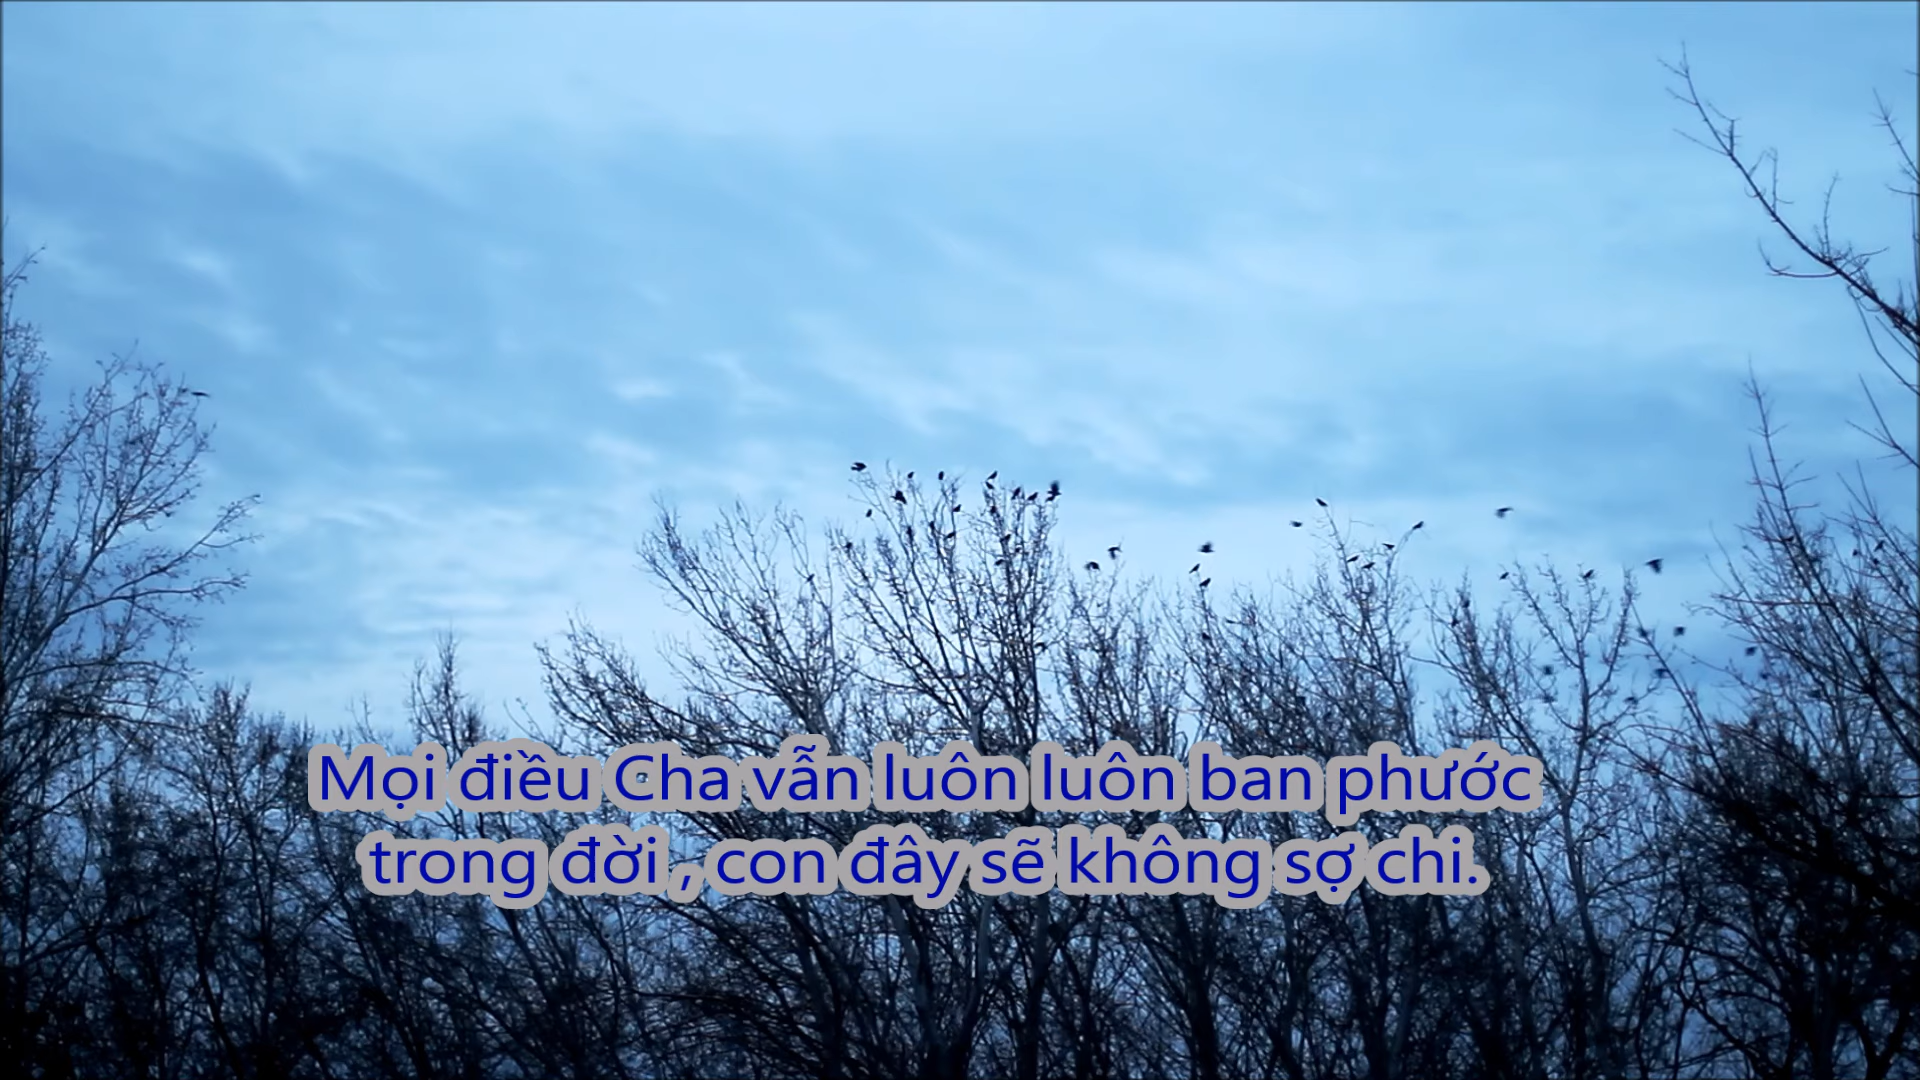 Mọi điều Cha vẫn luôn luôn ban phước
trong đời , con đây sẽ không sợ chi.